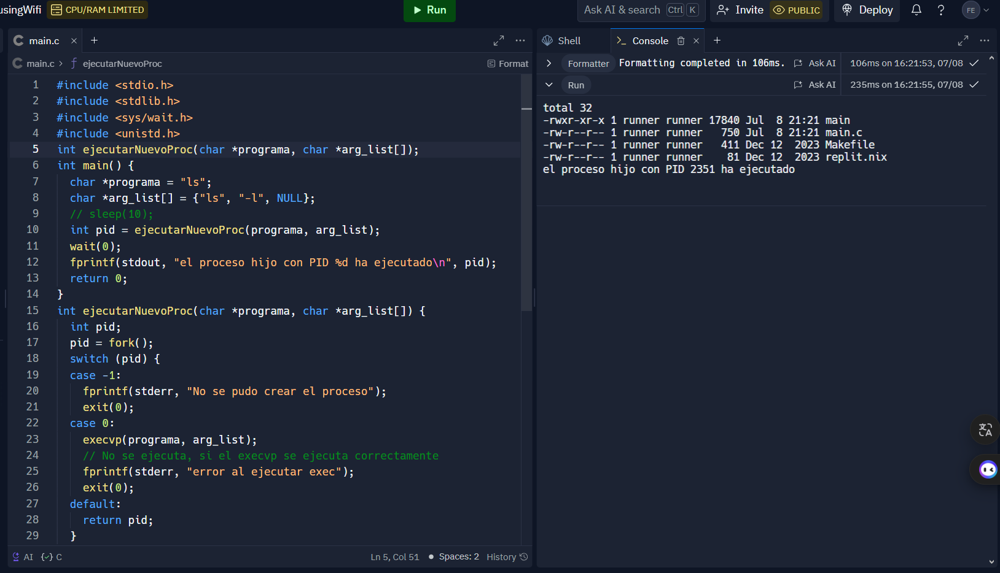 usingWifi CPU/RAM LIMITED Run Ask AI & search Ctrl K Invite PUBLIC Deploy ? FE
main.c
main.c > ƒ ejecutarNuevoProc Format
1 #include <stdio.h>
2 #include <stdlib.h>
3 #include <sys/wait.h>
4 #include <unistd.h>
5 int ejecutarNuevoProc(char *programa, char *arg_list[]);
6 int main() {
7 char *programa = "ls";
8 char *arg_list[] = {"ls", "-l", NULL};
9 // sleep(10);
10 int pid = ejecutarNuevoProc(programa, arg_list);
11 wait(0);
12 fprintf(stdout, "el proceso hijo con PID %d ha ejecutado\n", pid);
13 return 0;
14 }
15 int ejecutarNuevoProc(char *programa, char *arg_list[]) {
16 int pid;
17 pid = fork();
18 switch (pid) {
19 case -1:
20 fprintf(stderr, "No se pudo crear el proceso");
21 exit(0);
22 case 0:
23 execvp(programa, arg_list);
24 // No se ejecuta, si el execvp se ejecuta correctamente
25 fprintf(stderr, "error al ejecutar exec");
26 exit(0);
27 default:
28 return pid;
29 }
AI {✓} C Ln 5, Col 51 • Spaces: 2 History
Shell >_ Console
Formatter Formatting completed in 106ms. Ask AI 106ms on 16:21:53, 07/08
Run Ask AI 235ms on 16:21:55, 07/08
total 32
-rwxr-xr-x 1 runner runner 17840 Jul  8 21:21 main
-rw-r--r-- 1 runner runner   750 Jul  8 21:21 main.c
-rw-r--r-- 1 runner runner   411 Dec 12  2023 Makefile
-rw-r--r-- 1 runner runner    81 Dec 12  2023 replit.nix
el proceso hijo con PID 2351 ha ejecutado